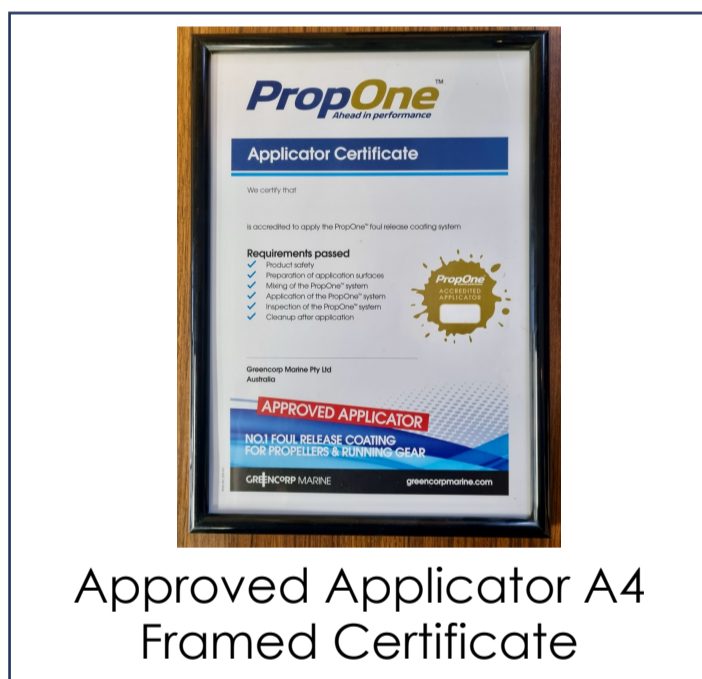 PropOne™
Ahead in performance
Applicator Certificate
We certify that
is accredited to apply the PropOne™ foul release coating system
Requirements passed
Product safety
Preparation of application surfaces
Mixing of the PropOne™ system
Application of the PropOne™ system
Inspection of the PropOne™ system
Cleanup after application
PropOne
ACCREDITED
APPLICATOR
Greencorp Marine Pty Ltd
Australia
APPROVED APPLICATOR
NO.1 FOUL RELEASE COATING
FOR PROPELLERS & RUNNING GEAR
GREENCORP MARINE greencorpmarine.com
Approved Applicator A4
Framed Certificate